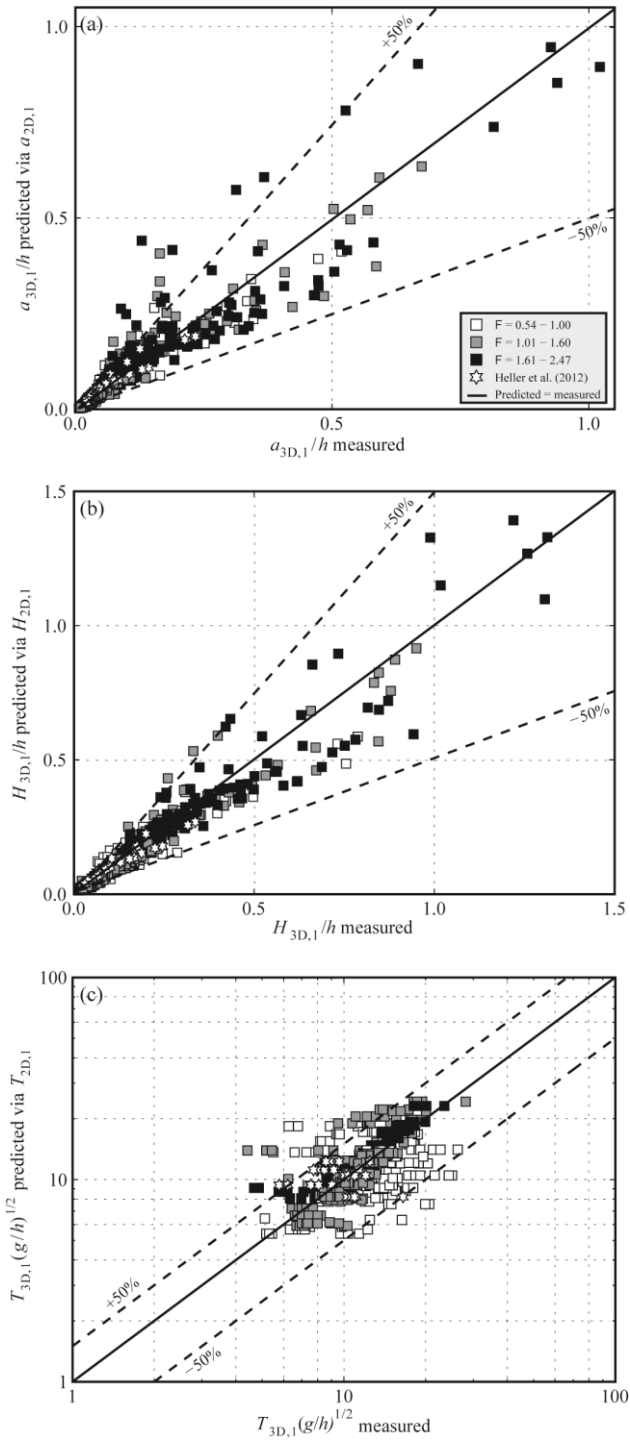 (a)
+50%
−50%
1.0
0.5
0.0
a3D,1/h predicted via a2D,1
F = 0.54 − 1.00
F = 1.01 − 1.60
F = 1.61 − 2.47
Heller et al. (2012)
Predicted = measured
0.0 0.5 1.0
a3D,1/h measured
(b)
+50%
−50%
1.5
1.0
0.5
0.0
H3D,1/h predicted via H2D,1
0.0 0.5 1.0 1.5
H3D,1/h measured
(c)
+50%
−50%
100
10
1
T3D,1(g/h)1/2 predicted via T2D,1
1 10 100
T3D,1(g/h)1/2 measured